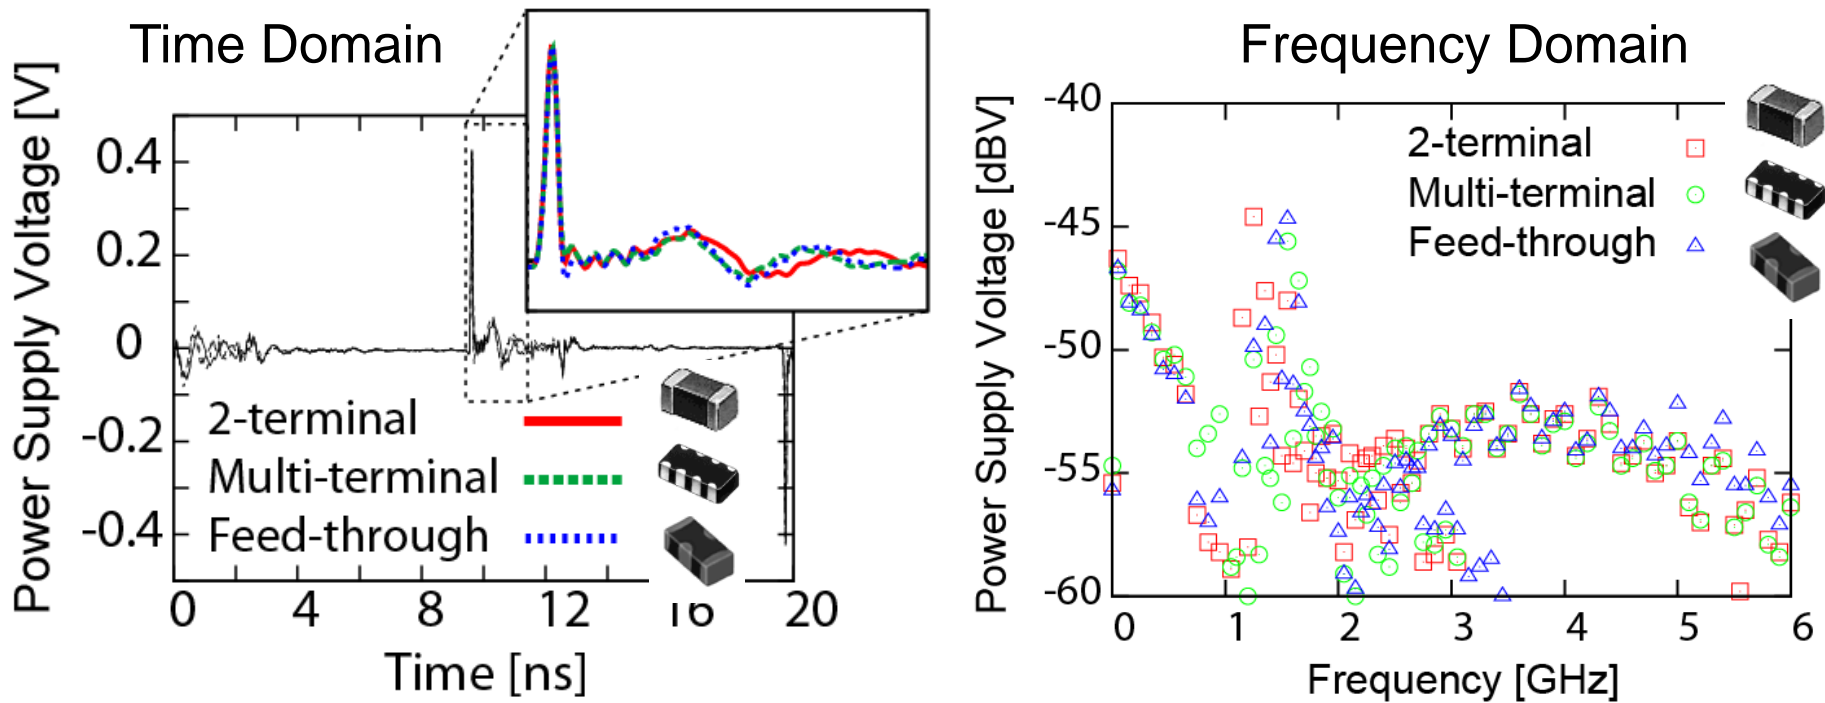 Time Domain
Power Supply Voltage [V]
0.4
0.2
0
-0.2
-0.4
2-terminal
Multi-terminal
Feed-through
0 4 8 12 16 20
Time [ns]
Frequency Domain
Power Supply Voltage [dBV]
-40
-45
-50
-55
-60
2-terminal
Multi-terminal
Feed-through
0 1 2 3 4 5 6
Frequency [GHz]